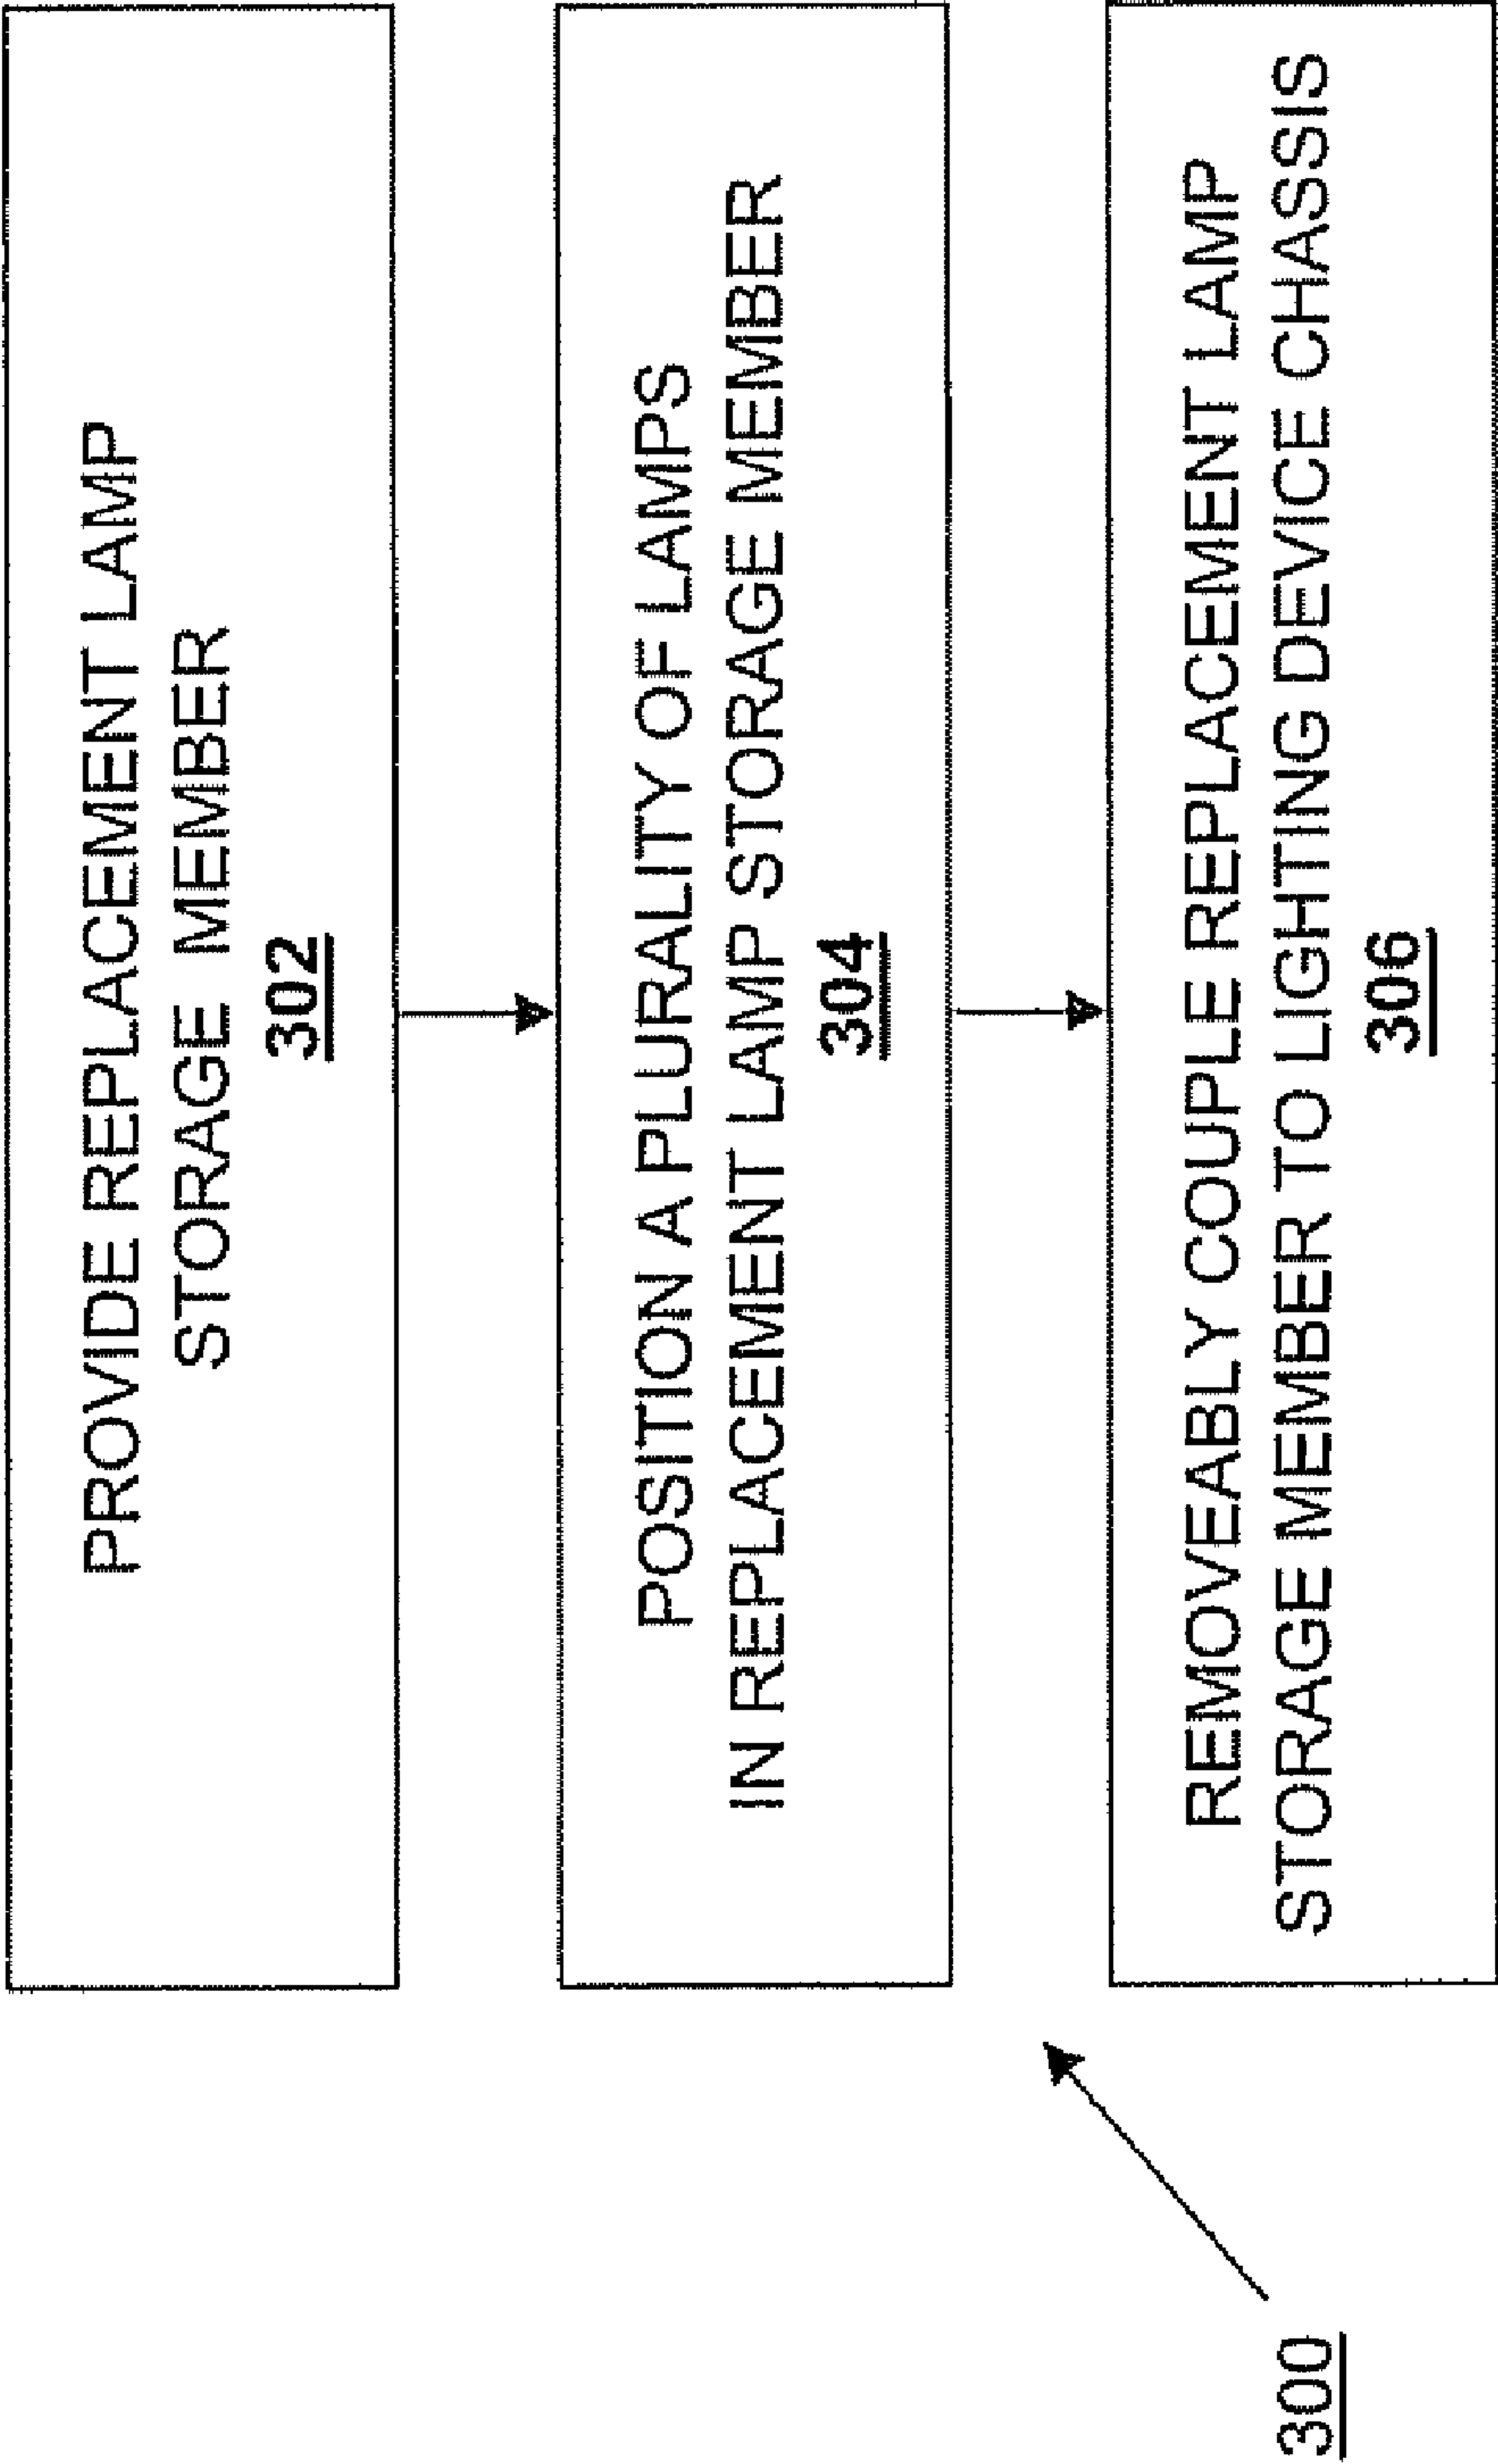 PROVIDE REPLACEMENT LAMP
STORAGE MEMBER
302
POSITION A PLURALITY OF LAMPS
IN REPLACEMENT LAMP STORAGE MEMBER
304
REMOVEABLY COUPLE REPLACEMENT LAMP
STORAGE MEMBER TO LIGHTING DEVICE CHASSIS
306
300